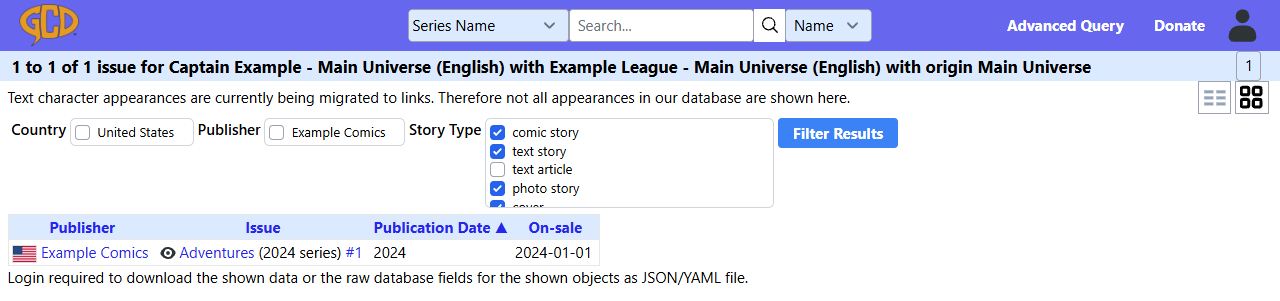 GCD
Series Name Search... Name Advanced Query Donate
1 to 1 of 1 issue for Captain Example - Main Universe (English) with Example League - Main Universe (English) with origin Main Universe 1
Text character appearances are currently being migrated to links. Therefore not all appearances in our database are shown here.
Country United States Publisher Example Comics Story Type comic story Filter Results
text story
text article
photo story
cover
Publisher Issue Publication Date ▲ On-sale
Example Comics Adventures (2024 series) #1 2024 2024-01-01
Login required to download the shown data or the raw database fields for the shown objects as JSON/YAML file.